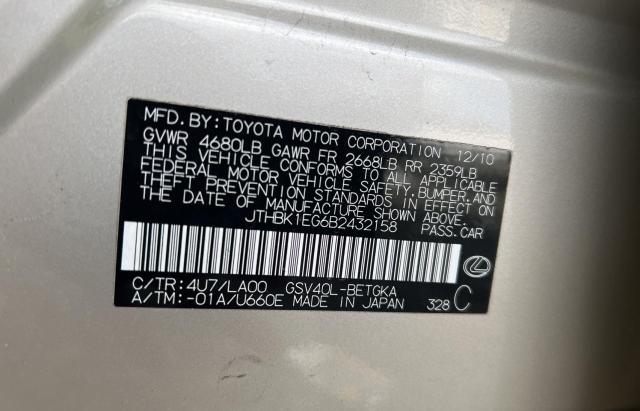 MFD. BY: TOYOTA MOTOR CORPORATION 12/10
GVWR 4680LB GAWR FR 2668LB RR 2359LB
THIS VEHICLE CONFORMS TO ALL APPLICABLE
FEDERAL MOTOR VEHICLE SAFETY, BUMPER, AND
THEFT PREVENTION STANDARDS IN EFFECT ON
THE DATE OF MANUFACTURE SHOWN ABOVE.
JTHBK1EG6B2432158 PASS. CAR
C/TR: 4U7/LA00 GSV40L-BETGKA
A/TM: -01A/U660E MADE IN JAPAN 328 C